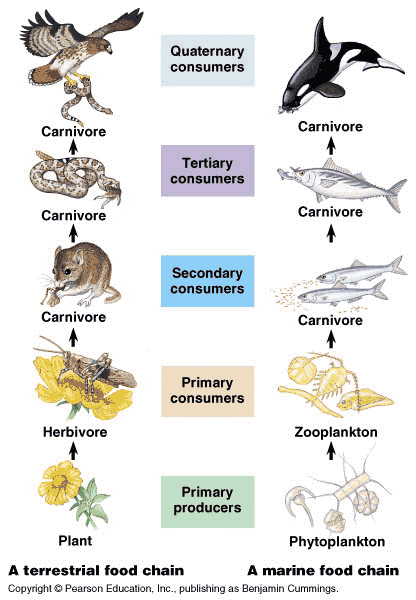 Quaternary
consumers
Carnivore
Carnivore
Tertiary
consumers
Carnivore
Carnivore
Secondary
consumers
Carnivore
Carnivore
Primary
consumers
Herbivore
Zooplankton
Primary
producers
Plant
Phytoplankton
A terrestrial food chain
A marine food chain
Copyright © Pearson Education, Inc., publishing as Benjamin Cummings.